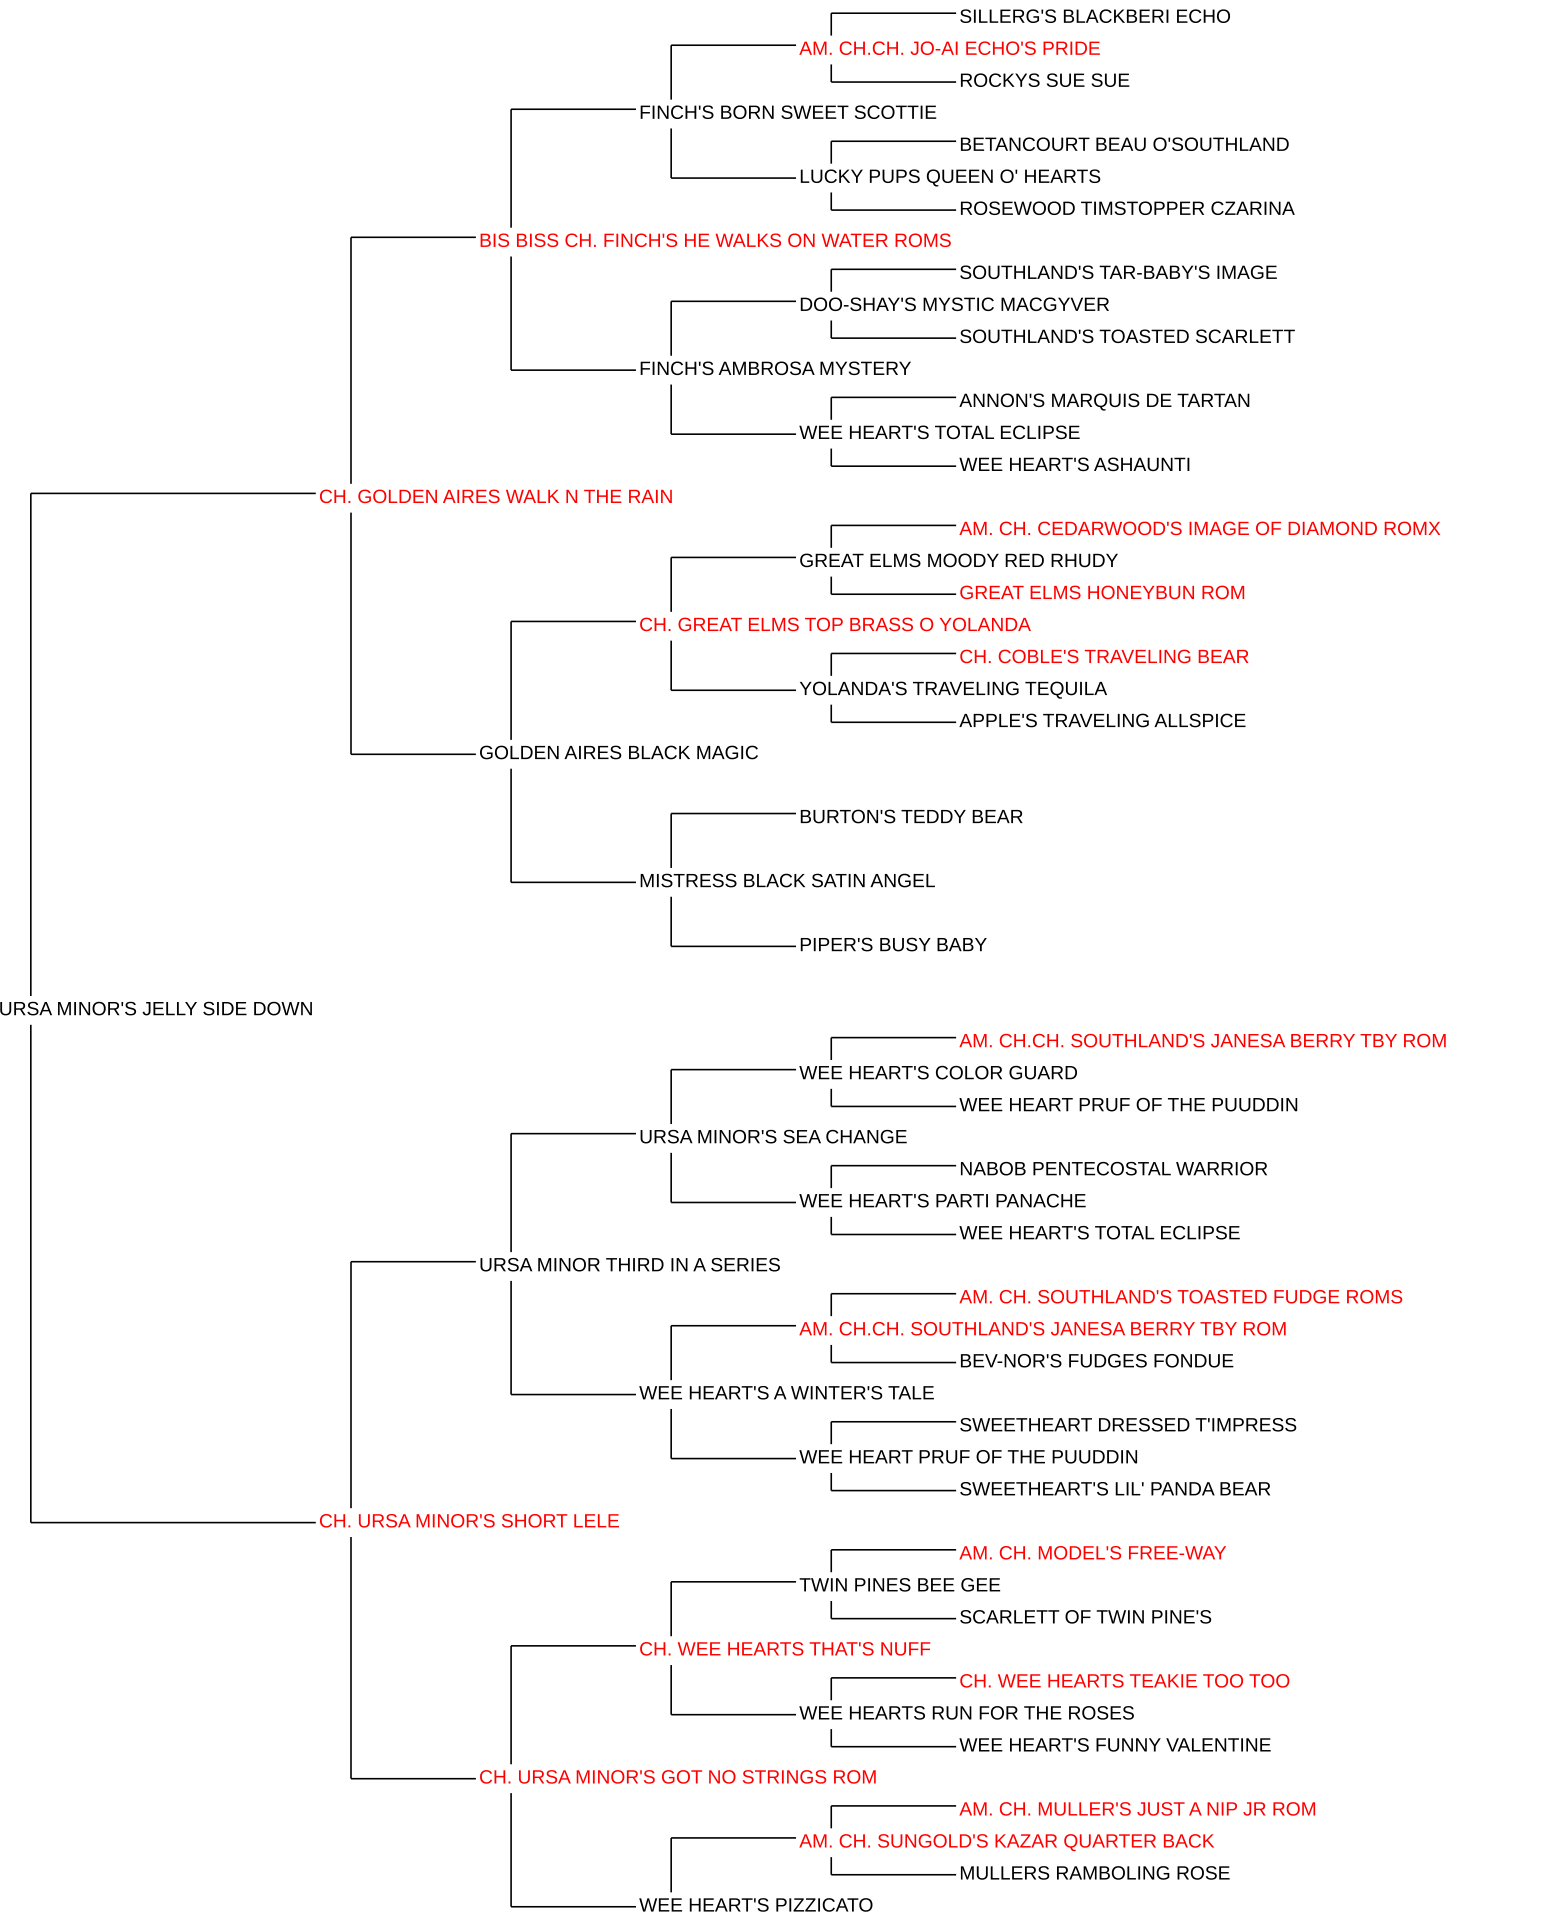 SILLERG'S BLACKBERI ECHO
AM. CH.CH. JO-AI ECHO'S PRIDE
ROCKYS SUE SUE
FINCH'S BORN SWEET SCOTTIE
BETANCOURT BEAU O'SOUTHLAND
LUCKY PUPS QUEEN O' HEARTS
ROSEWOOD TIMSTOPPER CZARINA
BIS BISS CH. FINCH'S HE WALKS ON WATER ROMS
SOUTHLAND'S TAR-BABY'S IMAGE
DOO-SHAY'S MYSTIC MACGYVER
SOUTHLAND'S TOASTED SCARLETT
FINCH'S AMBROSA MYSTERY
ANNON'S MARQUIS DE TARTAN
WEE HEART'S TOTAL ECLIPSE
WEE HEART'S ASHAUNTI
CH. GOLDEN AIRES WALK N THE RAIN
AM. CH. CEDARWOOD'S IMAGE OF DIAMOND ROMX
GREAT ELMS MOODY RED RHUDY
GREAT ELMS HONEYBUN ROM
CH. GREAT ELMS TOP BRASS O YOLANDA
CH. COBLE'S TRAVELING BEAR
YOLANDA'S TRAVELING TEQUILA
APPLE'S TRAVELING ALLSPICE
GOLDEN AIRES BLACK MAGIC
BURTON'S TEDDY BEAR
MISTRESS BLACK SATIN ANGEL
PIPER'S BUSY BABY
URSA MINOR'S JELLY SIDE DOWN
AM. CH.CH. SOUTHLAND'S JANESA BERRY TBY ROM
WEE HEART'S COLOR GUARD
WEE HEART PRUF OF THE PUUDDIN
URSA MINOR'S SEA CHANGE
NABOB PENTECOSTAL WARRIOR
WEE HEART'S PARTI PANACHE
WEE HEART'S TOTAL ECLIPSE
URSA MINOR THIRD IN A SERIES
AM. CH. SOUTHLAND'S TOASTED FUDGE ROMS
AM. CH.CH. SOUTHLAND'S JANESA BERRY TBY ROM
BEV-NOR'S FUDGES FONDUE
WEE HEART'S A WINTER'S TALE
SWEETHEART DRESSED T'IMPRESS
WEE HEART PRUF OF THE PUUDDIN
SWEETHEART'S LIL' PANDA BEAR
CH. URSA MINOR'S SHORT LELE
AM. CH. MODEL'S FREE-WAY
TWIN PINES BEE GEE
SCARLETT OF TWIN PINE'S
CH. WEE HEARTS THAT'S NUFF
CH. WEE HEARTS TEAKIE TOO TOO
WEE HEARTS RUN FOR THE ROSES
WEE HEART'S FUNNY VALENTINE
CH. URSA MINOR'S GOT NO STRINGS ROM
AM. CH. MULLER'S JUST A NIP JR ROM
AM. CH. SUNGOLD'S KAZAR QUARTER BACK
MULLERS RAMBOLING ROSE
WEE HEART'S PIZZICATO